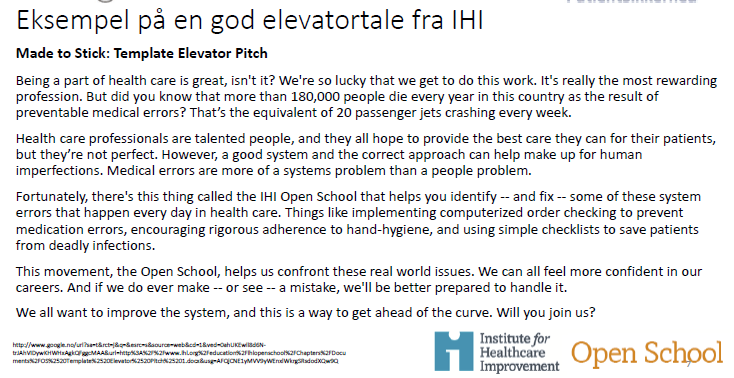 Eksempel på en god elevatortale fra IHI
Made to Stick: Template Elevator Pitch
Being a part of health care is great, isn't it? We're so lucky that we get to do this work. It's really the most rewarding
profession. But did you know that more than 180,000 people die every year in this country as the result of
preventable medical errors? That's the equivalent of 20 passenger jets crashing every week.
Health care professionals are talented people, and they all hope to provide the best care they can for their patients,
but they're not perfect. However, a good system and the correct approach can help make up for human
imperfections. Medical errors are more of a systems problem than a people problem.
Fortunately, there's this thing called the IHI Open School that helps you identify -- and fix -- some of these system
errors that happen every day in health care. Things like implementing computerized order checking to prevent
medication errors, encouraging rigorous adherence to hand-hygiene, and using simple checklists to save patients
from deadly infections.
This movement, the Open School, helps us confront these real world issues. We can all feel more confident in our
careers. And if we do ever make -- or see -- a mistake, we'll be better prepared to handle it.
We all want to improve the system, and this is a way to get ahead of the curve. Will you join us?
Institute for
Healthcare
Improvement
Open School